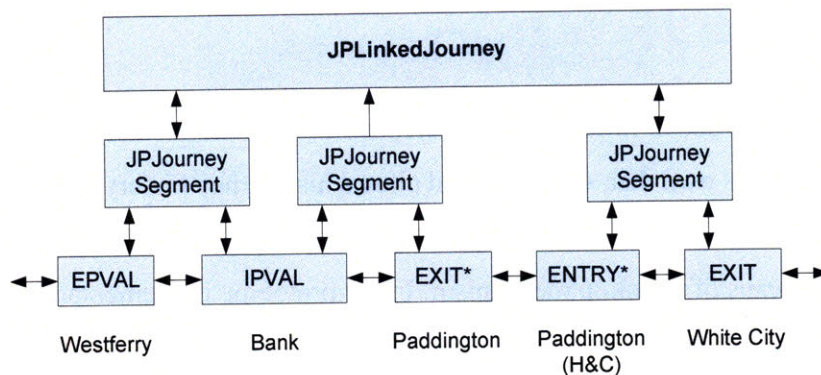 JPLinkedJourney
JPJourney
Segment
JPJourney
Segment
JPJourney
Segment
EPVAL
IPVAL
EXIT*
ENTRY*
EXIT
Westferry
Bank
Paddington
Paddington
(H&C)
White City